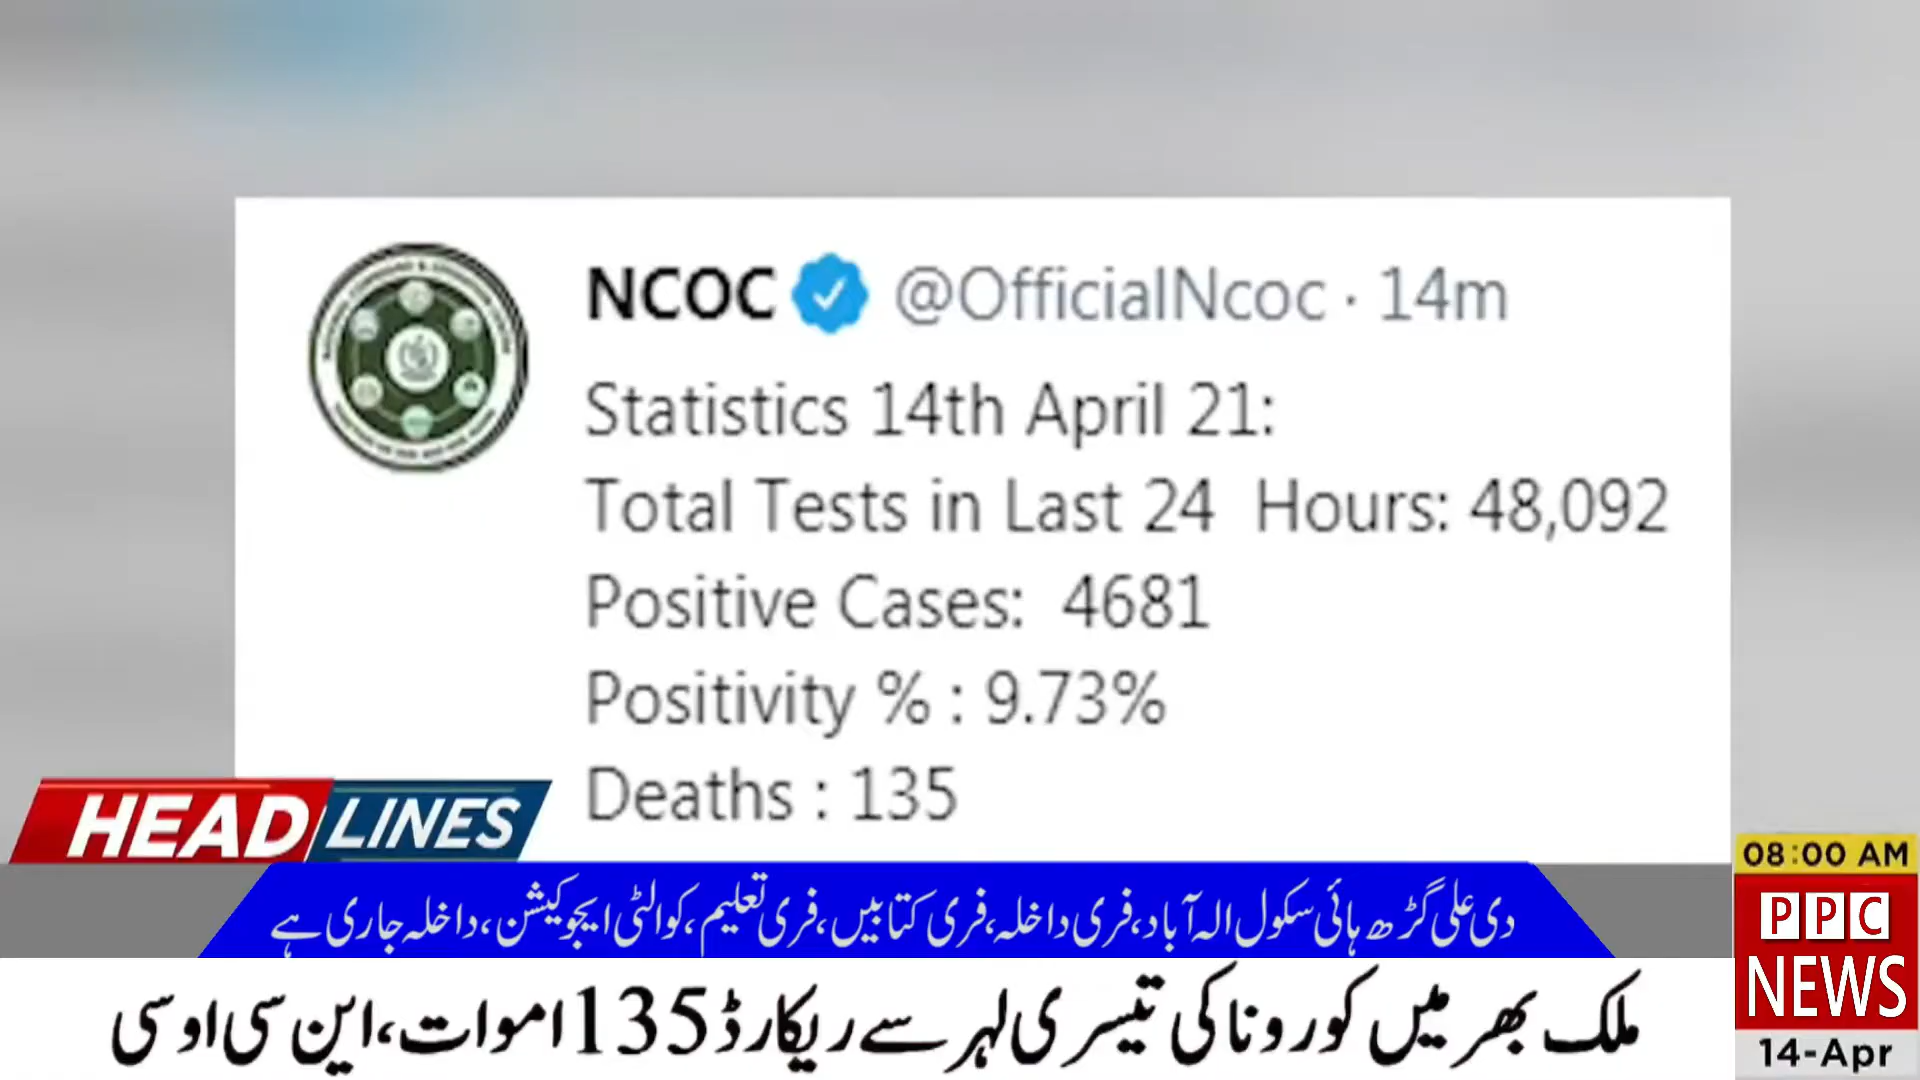 NCOC @OfficialNcoc · 14m
Statistics 14th April 21:
Total Tests in Last 24 Hours: 48,092
Positive Cases: 4681
Positivity % : 9.73%
Deaths : 135
HEADLINES
08:00 AM
دی علی گڑھ ہائی سکول الہ آباد، فری داخلہ، فری کتابیں، فری تعلیم، کوالٹی ایجوکیشن، داخلہ جاری ہے
PPC
NEWS
ملک بھر میں کورونا کی تیسری لہر سے ریکارڈ 135 اموات، این سی او سی
14-Apr